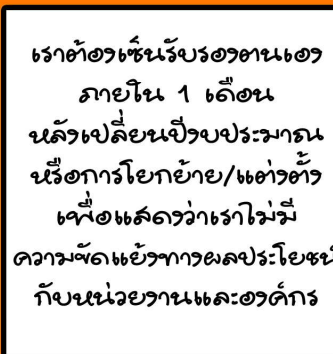 เราต้องเซ็นรับรองตนเอง
ภายใน 1 เดือน
หลังเปลี่ยนปีงบประมาณ
หรือการโยกย้าย/แต่งตั้ง
เพื่อแสดงว่าเราไม่มี
ความขัดแย้งทางผลประโยชน์
กับหน่วยงานและองค์กร